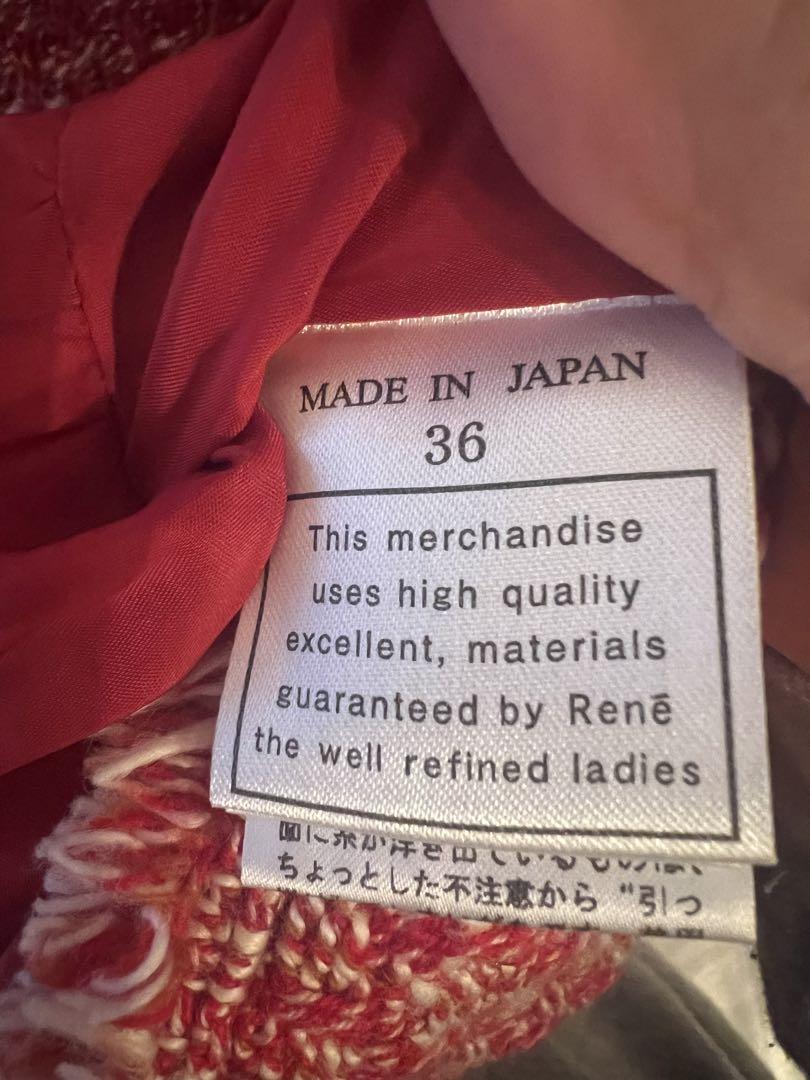 MADE IN JAPAN
36
This merchandise
uses high quality
excellent, materials
guaranteed by Renē
the well refined ladies
ちょっとした不注意から “引っ